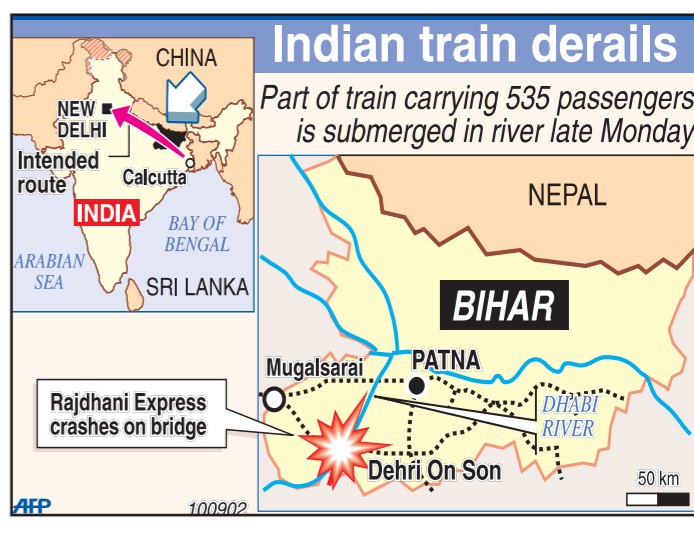 Indian train derails
Part of train carrying 535 passengers
is submerged in river late Monday
CHINA
NEW
DELHI
Intended
route
Calcutta
INDIA
BAY OF
BENGAL
ARABIAN
SEA
SRI LANKA
NEPAL
BIHAR
Mugalsarai
PATNA
Rajdhani Express
crashes on bridge
DHABI
RIVER
Dehri On Son
50 km
AFP
100902